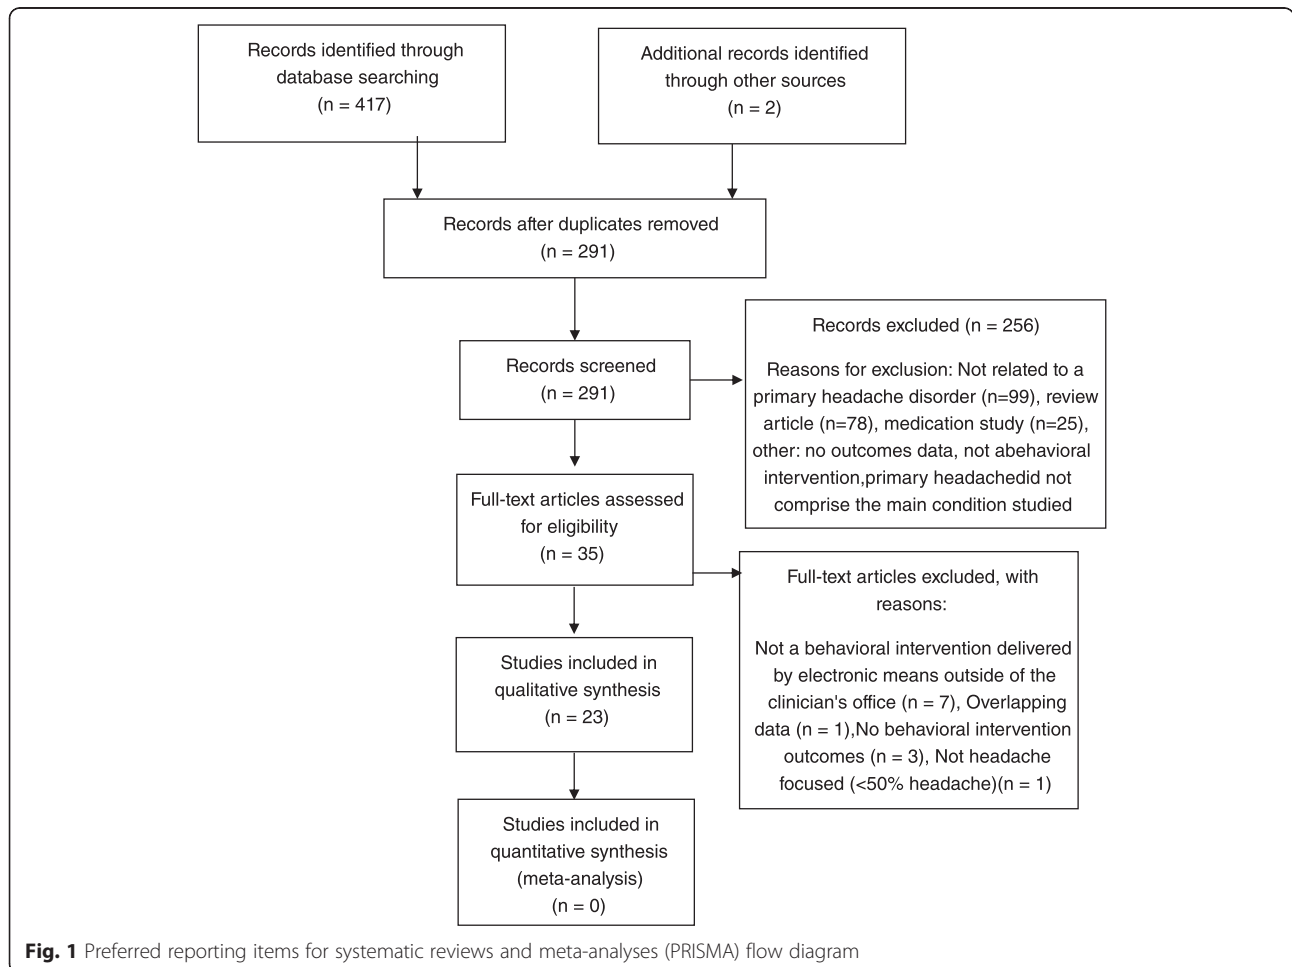 Records identified through
database searching
(n = 417)
Additional records identified
through other sources
(n = 2)
Records after duplicates removed
(n = 291)
Records screened
(n = 291)
Records excluded (n = 256)
Reasons for exclusion: Not related to a
primary headache disorder (n=99), review
article (n=78), medication study (n=25),
other: no outcomes data, not abehavioral
intervention,primary headachedid not
comprise the main condition studied
Full-text articles assessed
for eligibility
(n = 35)
Full-text articles excluded, with
reasons:
Not a behavioral intervention delivered
by electronic means outside of the
clinician's office (n = 7), Overlapping
data (n = 1),No behavioral intervention
outcomes (n = 3), Not headache
focused (<50% headache)(n = 1)
Studies included in
qualitative synthesis
(n = 23)
Studies included in
quantitative synthesis
(meta-analysis)
(n = 0)
Fig. 1 Preferred reporting items for systematic reviews and meta-analyses (PRISMA) flow diagram